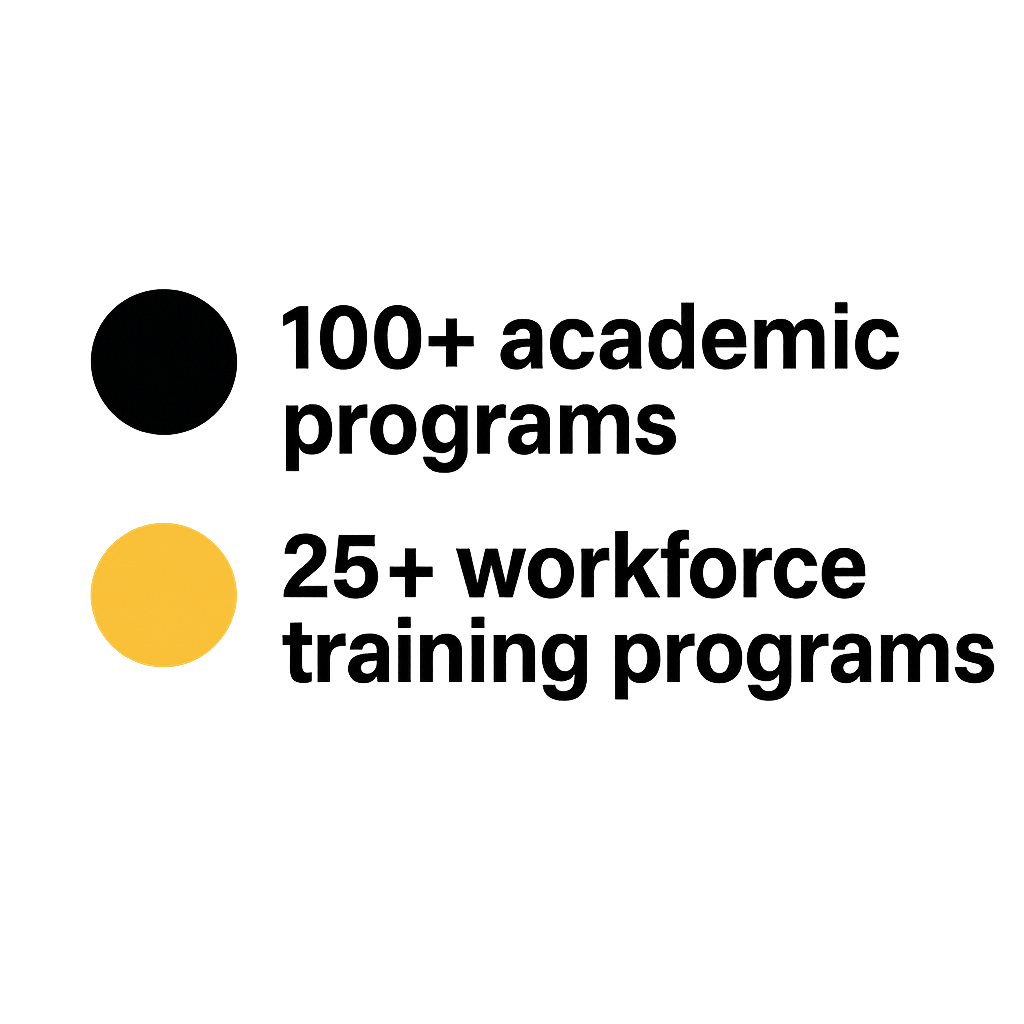 100+ academic
programs
25+ workforce
training programs